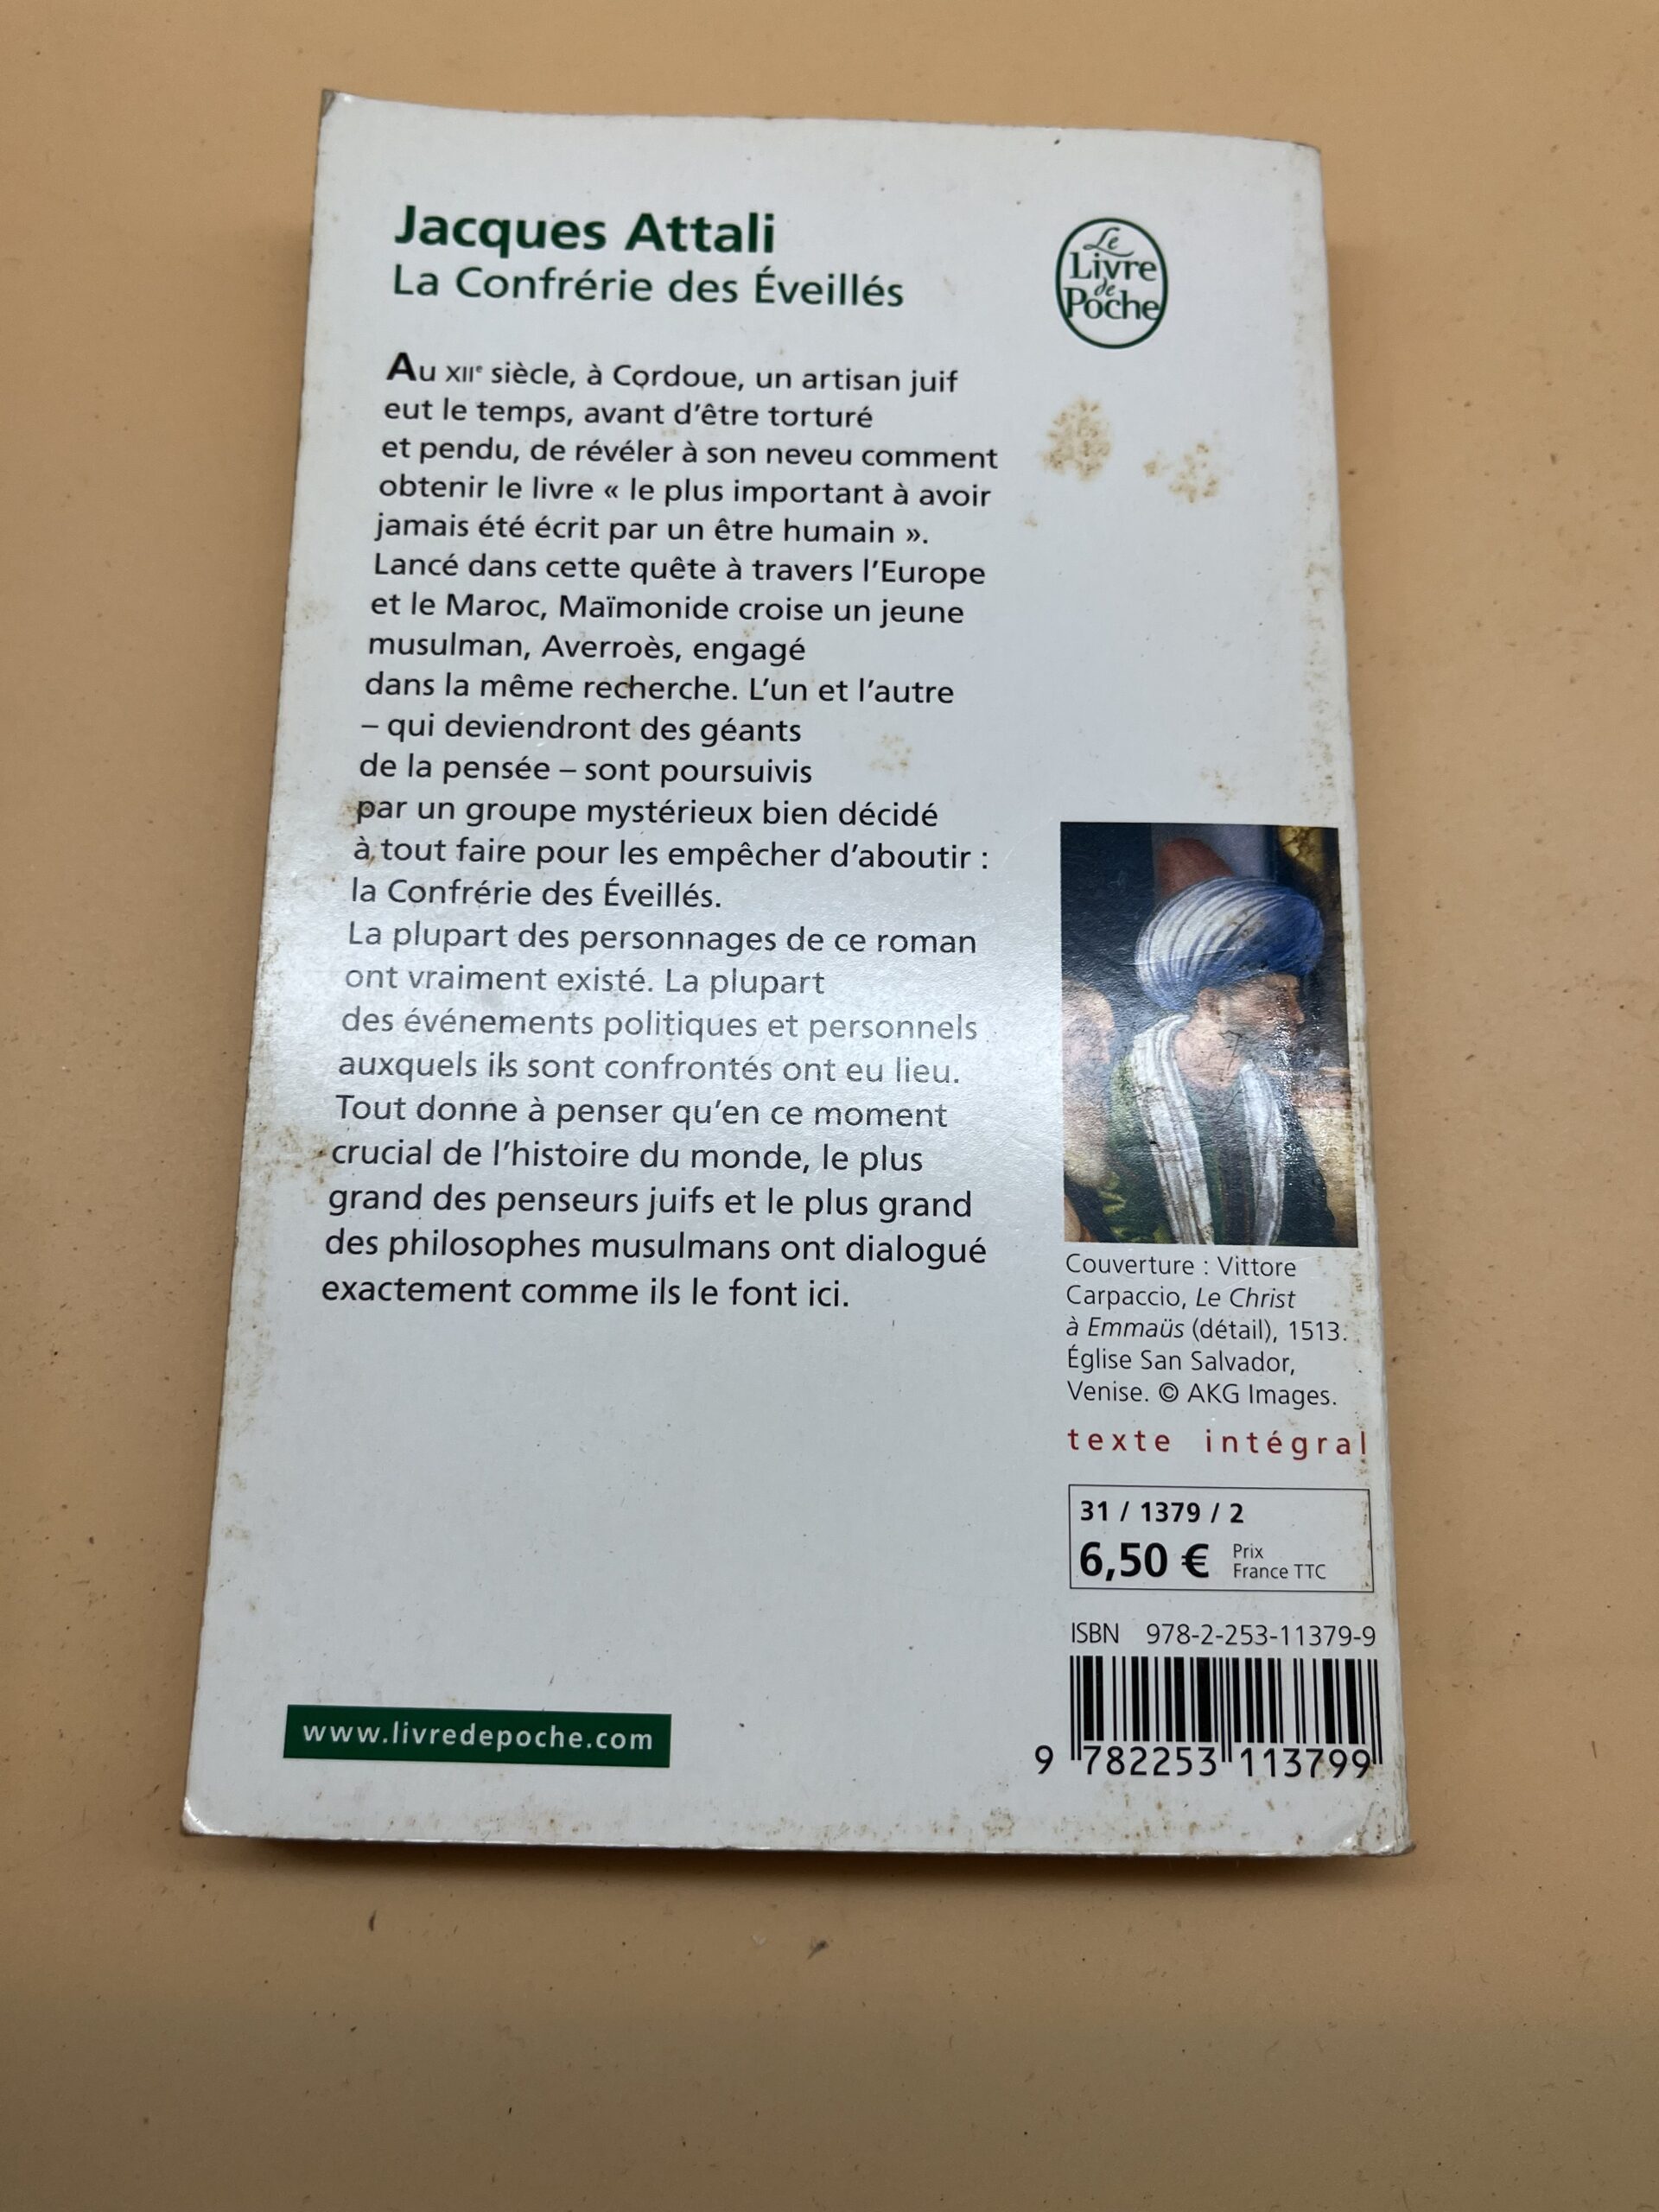 Jacques Attali
La Confrérie des Éveillés
Le
Livre
de
Poche
Au XIIe siècle, à Cordoue, un artisan juif
eut le temps, avant d'être torturé
et pendu, de révéler à son neveu comment
obtenir le livre « le plus important à avoir
jamais été écrit par un être humain ».
Lancé dans cette quête à travers l'Europe
et le Maroc, Maïmonide croise un jeune
musulman, Averroès, engagé
dans la même recherche. L'un et l'autre
– qui deviendront des géants
de la pensée – sont poursuivis
par un groupe mystérieux bien décidé
à tout faire pour les empêcher d'aboutir :
la Confrérie des Éveillés.
La plupart des personnages de ce roman
ont vraiment existé. La plupart
des événements politiques et personnels
auxquels ils sont confrontés ont eu lieu.
Tout donne à penser qu'en ce moment
crucial de l'histoire du monde, le plus
grand des penseurs juifs et le plus grand
des philosophes musulmans ont dialogué
exactement comme ils le font ici.
Couverture : Vittore
Carpaccio, Le Christ
à Emmaüs (détail), 1513.
Église San Salvador,
Venise. © AKG Images.
texte intégral
31 / 1379 / 2
6,50 € Prix
France TTC
ISBN 978-2-253-11379-9
9 782253 113799
www.livredepoche.com